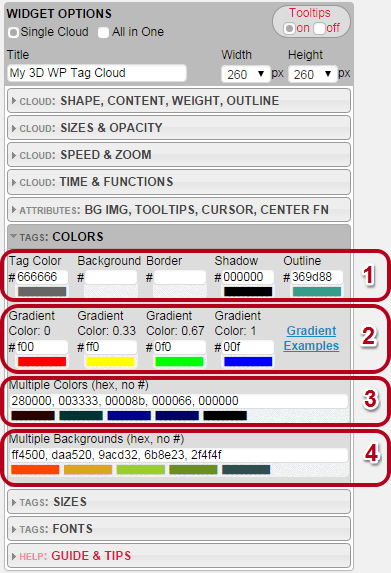 WIDGET OPTIONS
Single Cloud All in One
Tooltips
on off
Title Width Height
My 3D WP Tag Cloud 260 px 260 px
CLOUD: SHAPE, CONTENT, WEIGHT, OUTLINE
CLOUD: SIZES & OPACITY
CLOUD: SPEED & ZOOM
CLOUD: TIME & FUNCTIONS
ATTRIBUTES: BG IMG, TOOLTIPS, CURSOR, CENTER FN
TAGS: COLORS
Tag Color Background Border Shadow Outline
#666666 # # #000000 #369d88
1
Gradient Gradient Gradient Gradient
Color: 0 Color: 0.33 Color: 0.67 Color: 1
#f00 #ff0 #0f0 #00f
Gradient
Examples
2
Multiple Colors (hex, no #)
280000, 003333, 00008b, 000066, 000000
3
Multiple Backgrounds (hex, no #)
ff4500, daa520, 9acd32, 6b8e23, 2f4f4f
4
TAGS: SIZES
TAGS: FONTS
HELP: GUIDE & TIPS